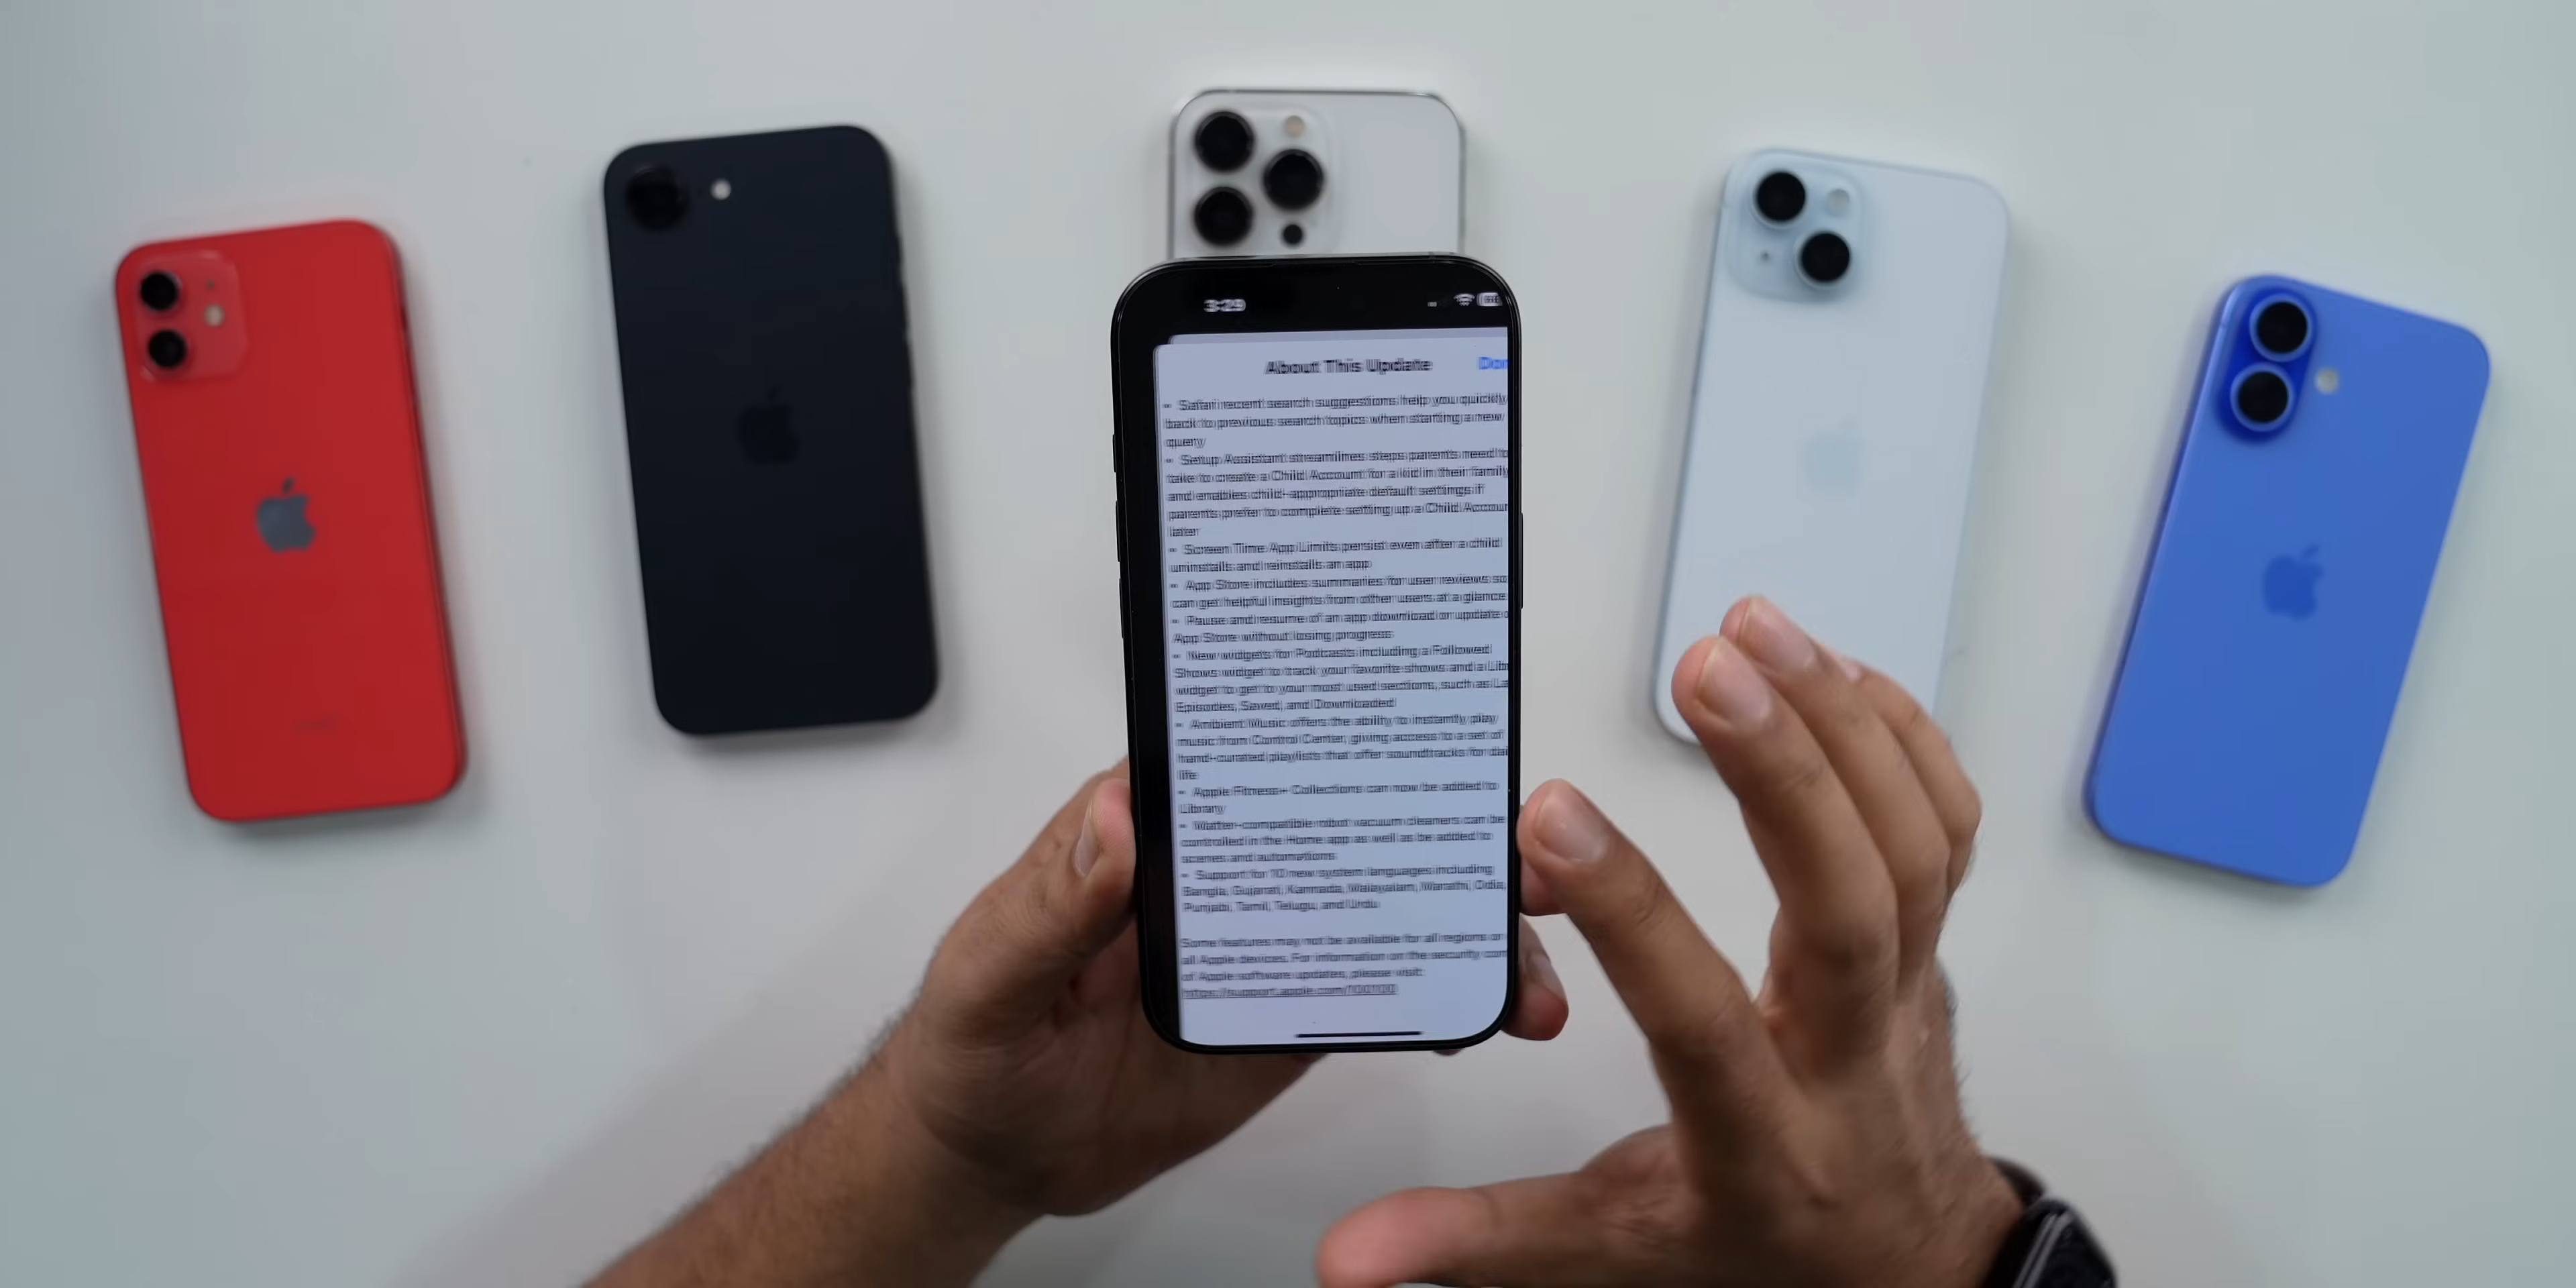 3:29
About This Update
- Safari recent search suggestions help you quickly
back to previous search topics when starting a new
query
- Setup Assistant streamlines steps parents need to
take to create a Child Account for a kid in their family
and enables child-appropriate default settings if
parents prefer to complete setting up a Child Accoun
later
- Screen Time App Limits persist even after a child
uninstalls and reinstalls an app
- App Store includes summaries for user reviews so
can get helpful insights from other users at a glance
- Pause and resume of an app download or update o
App Store without losing progress
- New widgets for Podcasts including a Followed
Shows widget to track your favorite shows and a Libr
widget to get to your most used sections, such as La
Episodes, Saved, and Downloaded
- Ambient Music offers the ability to instantly play
music from Control Center, giving access to a set of
hand-curated playlists that offer soundtracks for dai
life
- Apple Fitness+ Collections can now be added to
Library
- Matter-compatible robot vacuum cleaners can be
controlled in the Home app as well as be added to
scenes and automations
- Support for 10 new system languages including
Bangla, Gujarati, Kannada, Malayalam, Marathi, Odia,
Punjabi, Tamil, Telugu, and Urdu
Some features may not be available for all regions or
all Apple devices. For information on the security con
of Apple software updates, please visit:
https://support.apple.com/100100